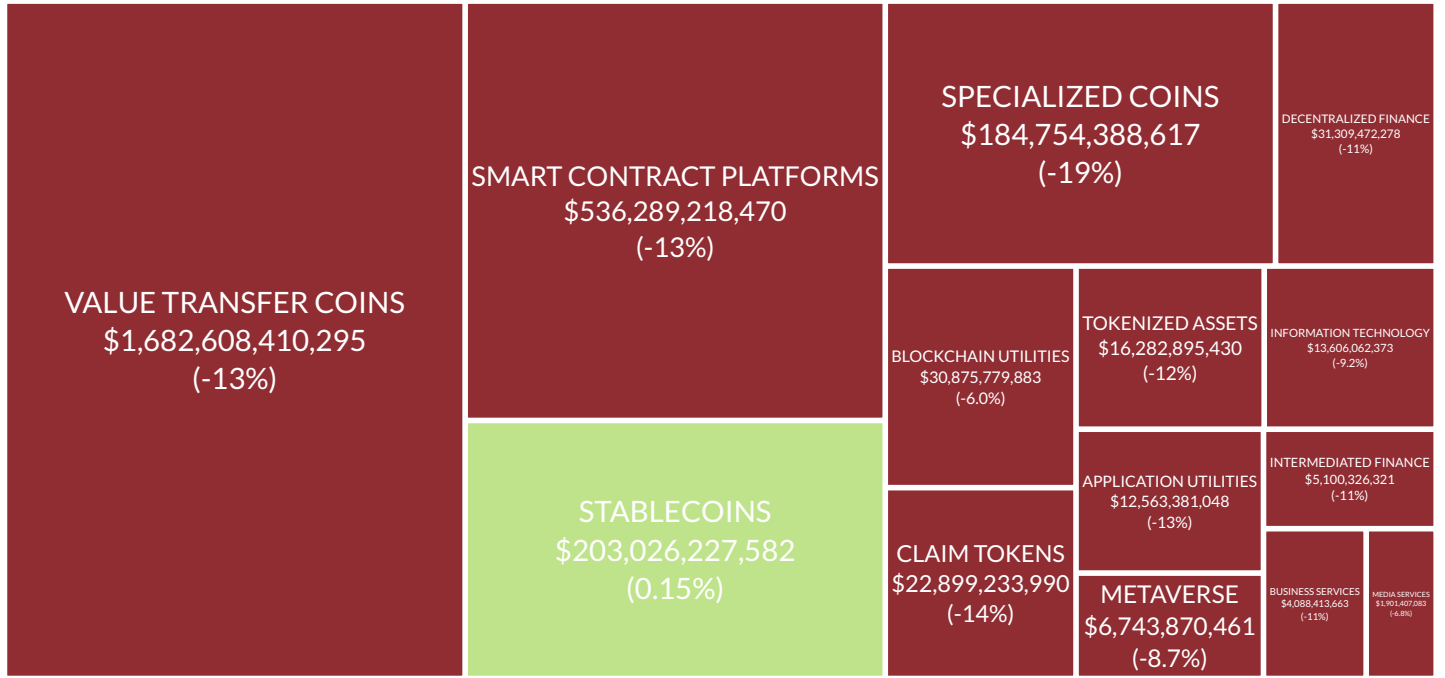 VALUE TRANSFER COINS
$1,682,608,410,295
(-13%)
SMART CONTRACT PLATFORMS
$536,289,218,470
(-13%)
STABLECOINS
$203,026,227,582
(0.15%)
SPECIALIZED COINS
$184,754,388,617
(-19%)
DECENTRALIZED FINANCE
$31,309,472,278
(-11%)
BLOCKCHAIN UTILITIES
$30,875,779,883
(-6.0%)
CLAIM TOKENS
$22,899,233,990
(-14%)
TOKENIZED ASSETS
$16,282,895,430
(-12%)
INFORMATION TECHNOLOGY
$13,606,062,373
(-9.2%)
APPLICATION UTILITIES
$12,563,381,048
(-13%)
METAVERSE
$6,743,870,461
(-8.7%)
INTERMEDIATED FINANCE
$5,100,326,321
(-11%)
BUSINESS SERVICES
$4,088,413,663
(-11%)
MEDIA SERVICES
$1,901,407,083
(-6.8%)